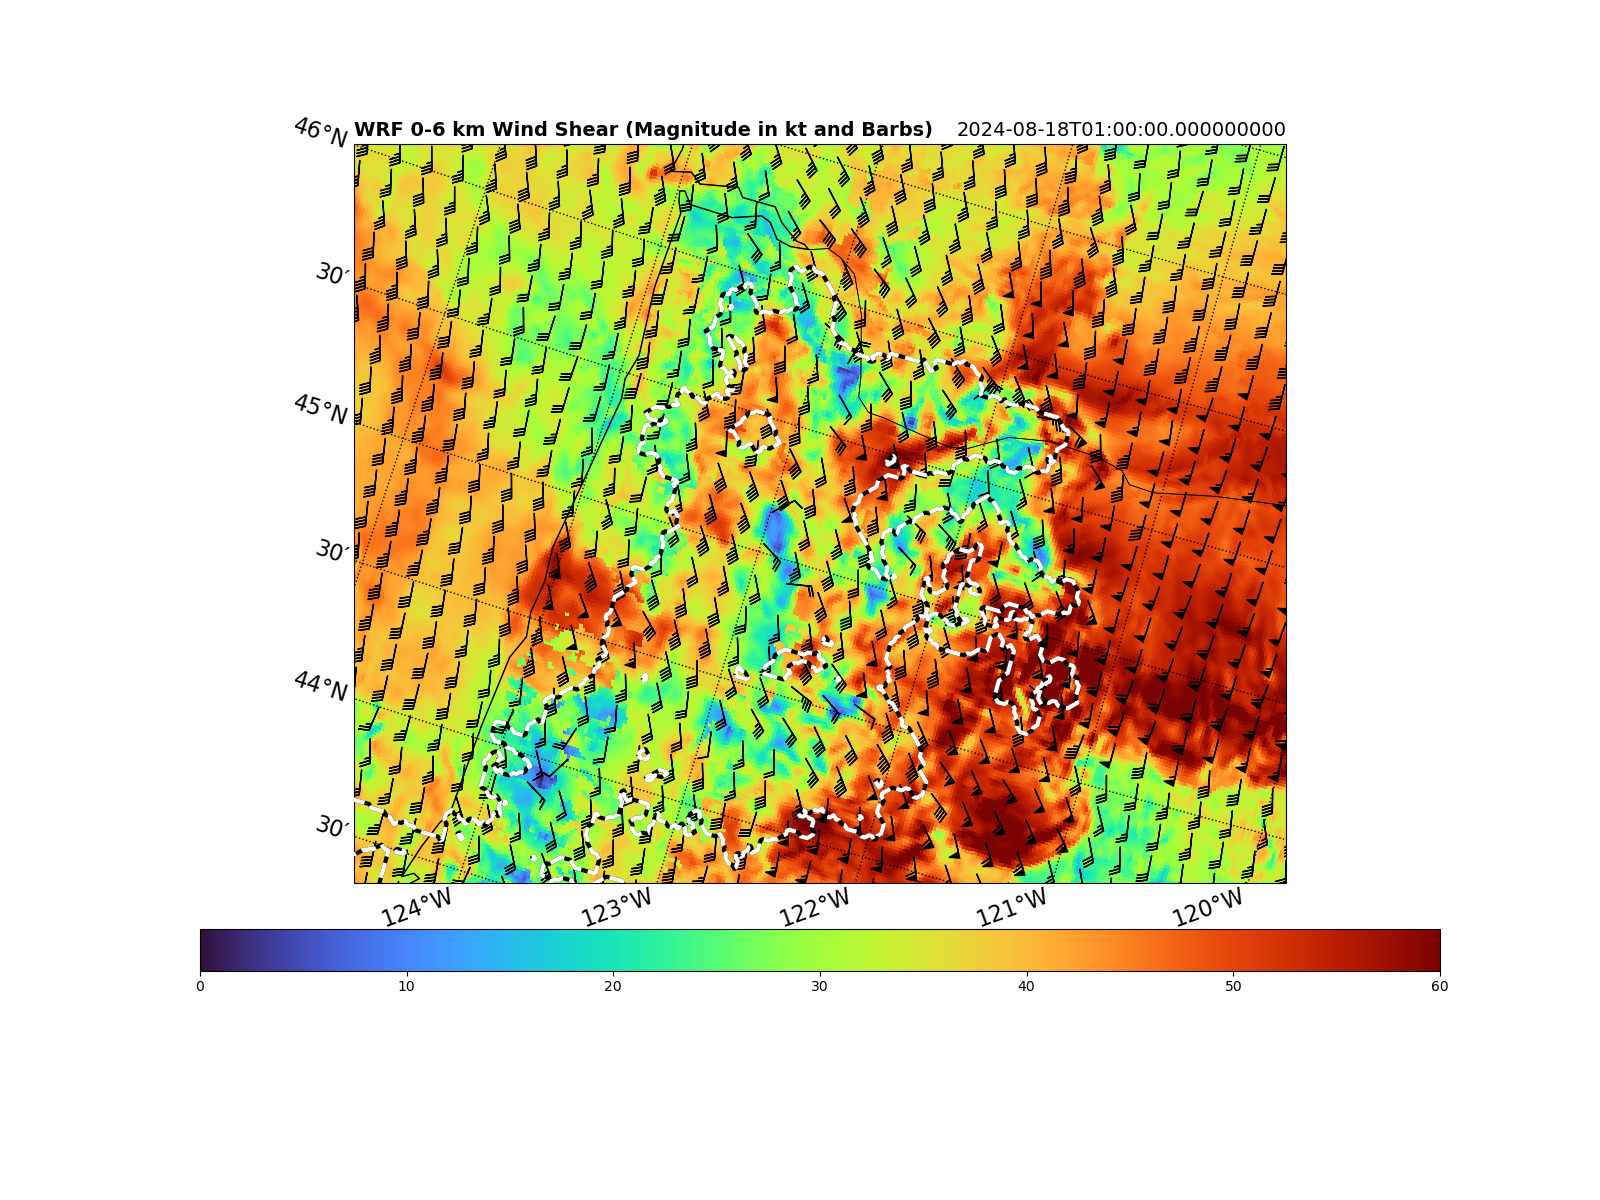 WRF 0-6 km Wind Shear (Magnitude in kt and Barbs) 2024-08-18T01:00:00.000000000
46°N
30′
45°N
30′
44°N
30′
124°W 123°W 122°W 121°W 120°W
0 10 20 30 40 50 60